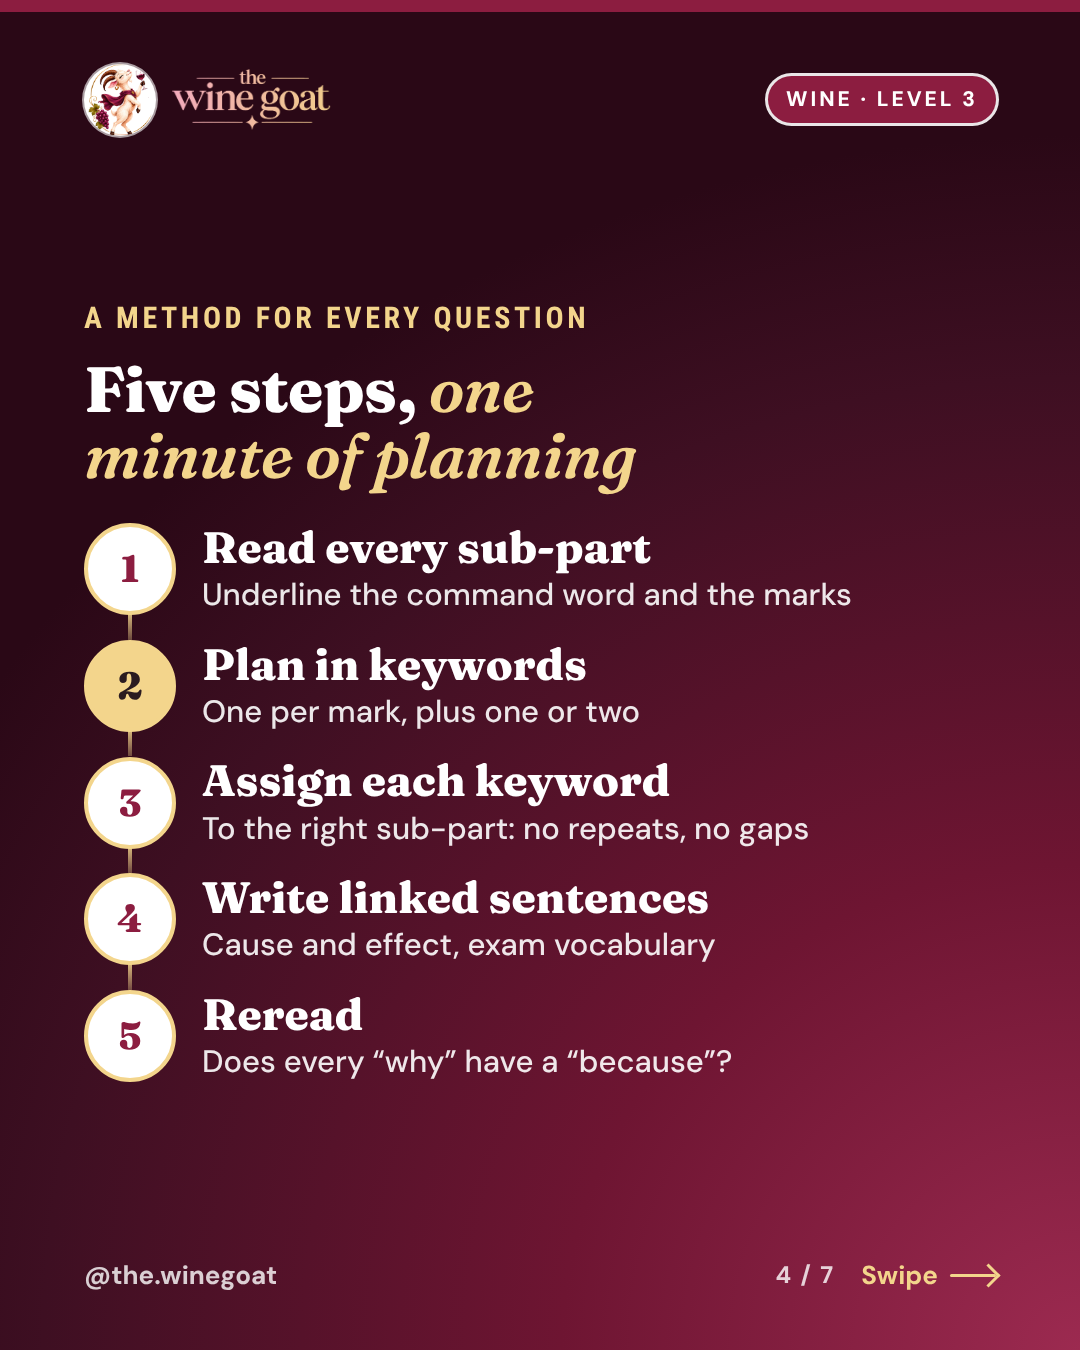 the
wine goat
WINE · LEVEL 3
A METHOD FOR EVERY QUESTION
Five steps, one
minute of planning
1
Read every sub-part
Underline the command word and the marks
2
Plan in keywords
One per mark, plus one or two
3
Assign each keyword
To the right sub-part: no repeats, no gaps
4
Write linked sentences
Cause and effect, exam vocabulary
5
Reread
Does every “why” have a “because”?
@the.winegoat
4 / 7
Swipe